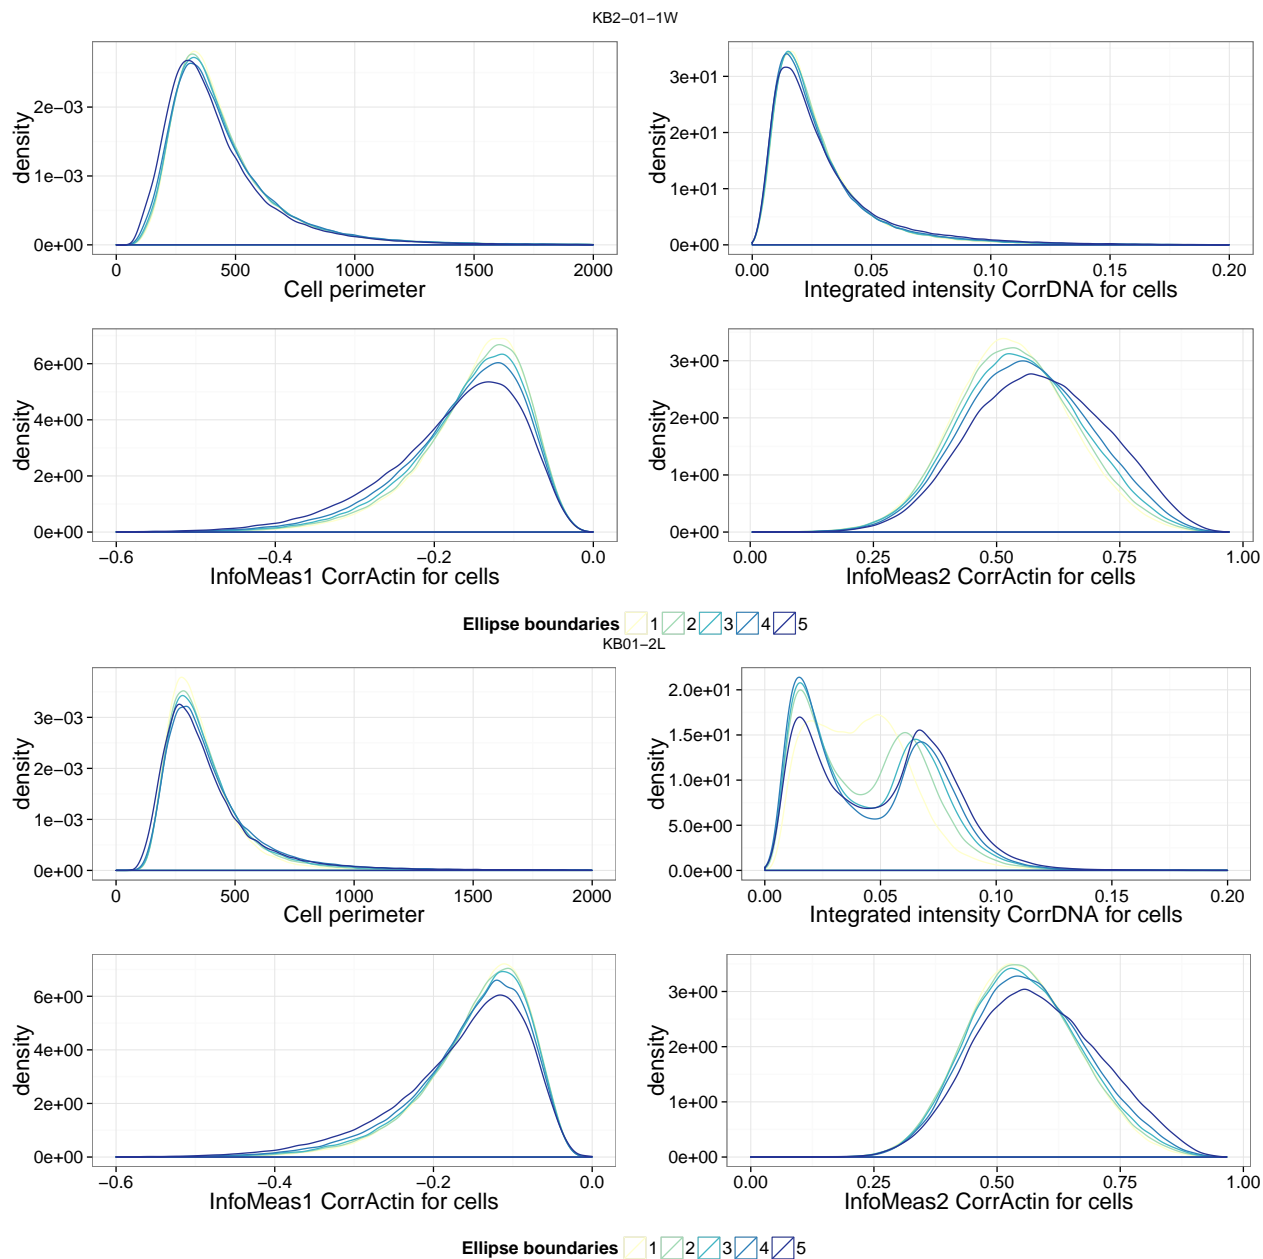 KB2−01−1W
density
2e−03
1e−03
0e+00
0 500 1000 1500 2000
Cell perimeter
density
3e+01
2e+01
1e+01
0e+00
0.00 0.05 0.10 0.15 0.20
Integrated intensity CorrDNA for cells
density
6e+00
4e+00
2e+00
0e+00
−0.6 −0.4 −0.2 0.0
InfoMeas1 CorrActin for cells
density
3e+00
2e+00
1e+00
0e+00
0.00 0.25 0.50 0.75 1.00
InfoMeas2 CorrActin for cells
Ellipse boundaries 1 2 3 4 5
KB01−2L
density
3e−03
2e−03
1e−03
0e+00
0 500 1000 1500 2000
Cell perimeter
density
2.0e+01
1.5e+01
1.0e+01
5.0e+00
0.0e+00
0.00 0.05 0.10 0.15 0.20
Integrated intensity CorrDNA for cells
density
6e+00
4e+00
2e+00
0e+00
−0.6 −0.4 −0.2 0.0
InfoMeas1 CorrActin for cells
density
3e+00
2e+00
1e+00
0e+00
0.00 0.25 0.50 0.75 1.00
InfoMeas2 CorrActin for cells
Ellipse boundaries 1 2 3 4 5